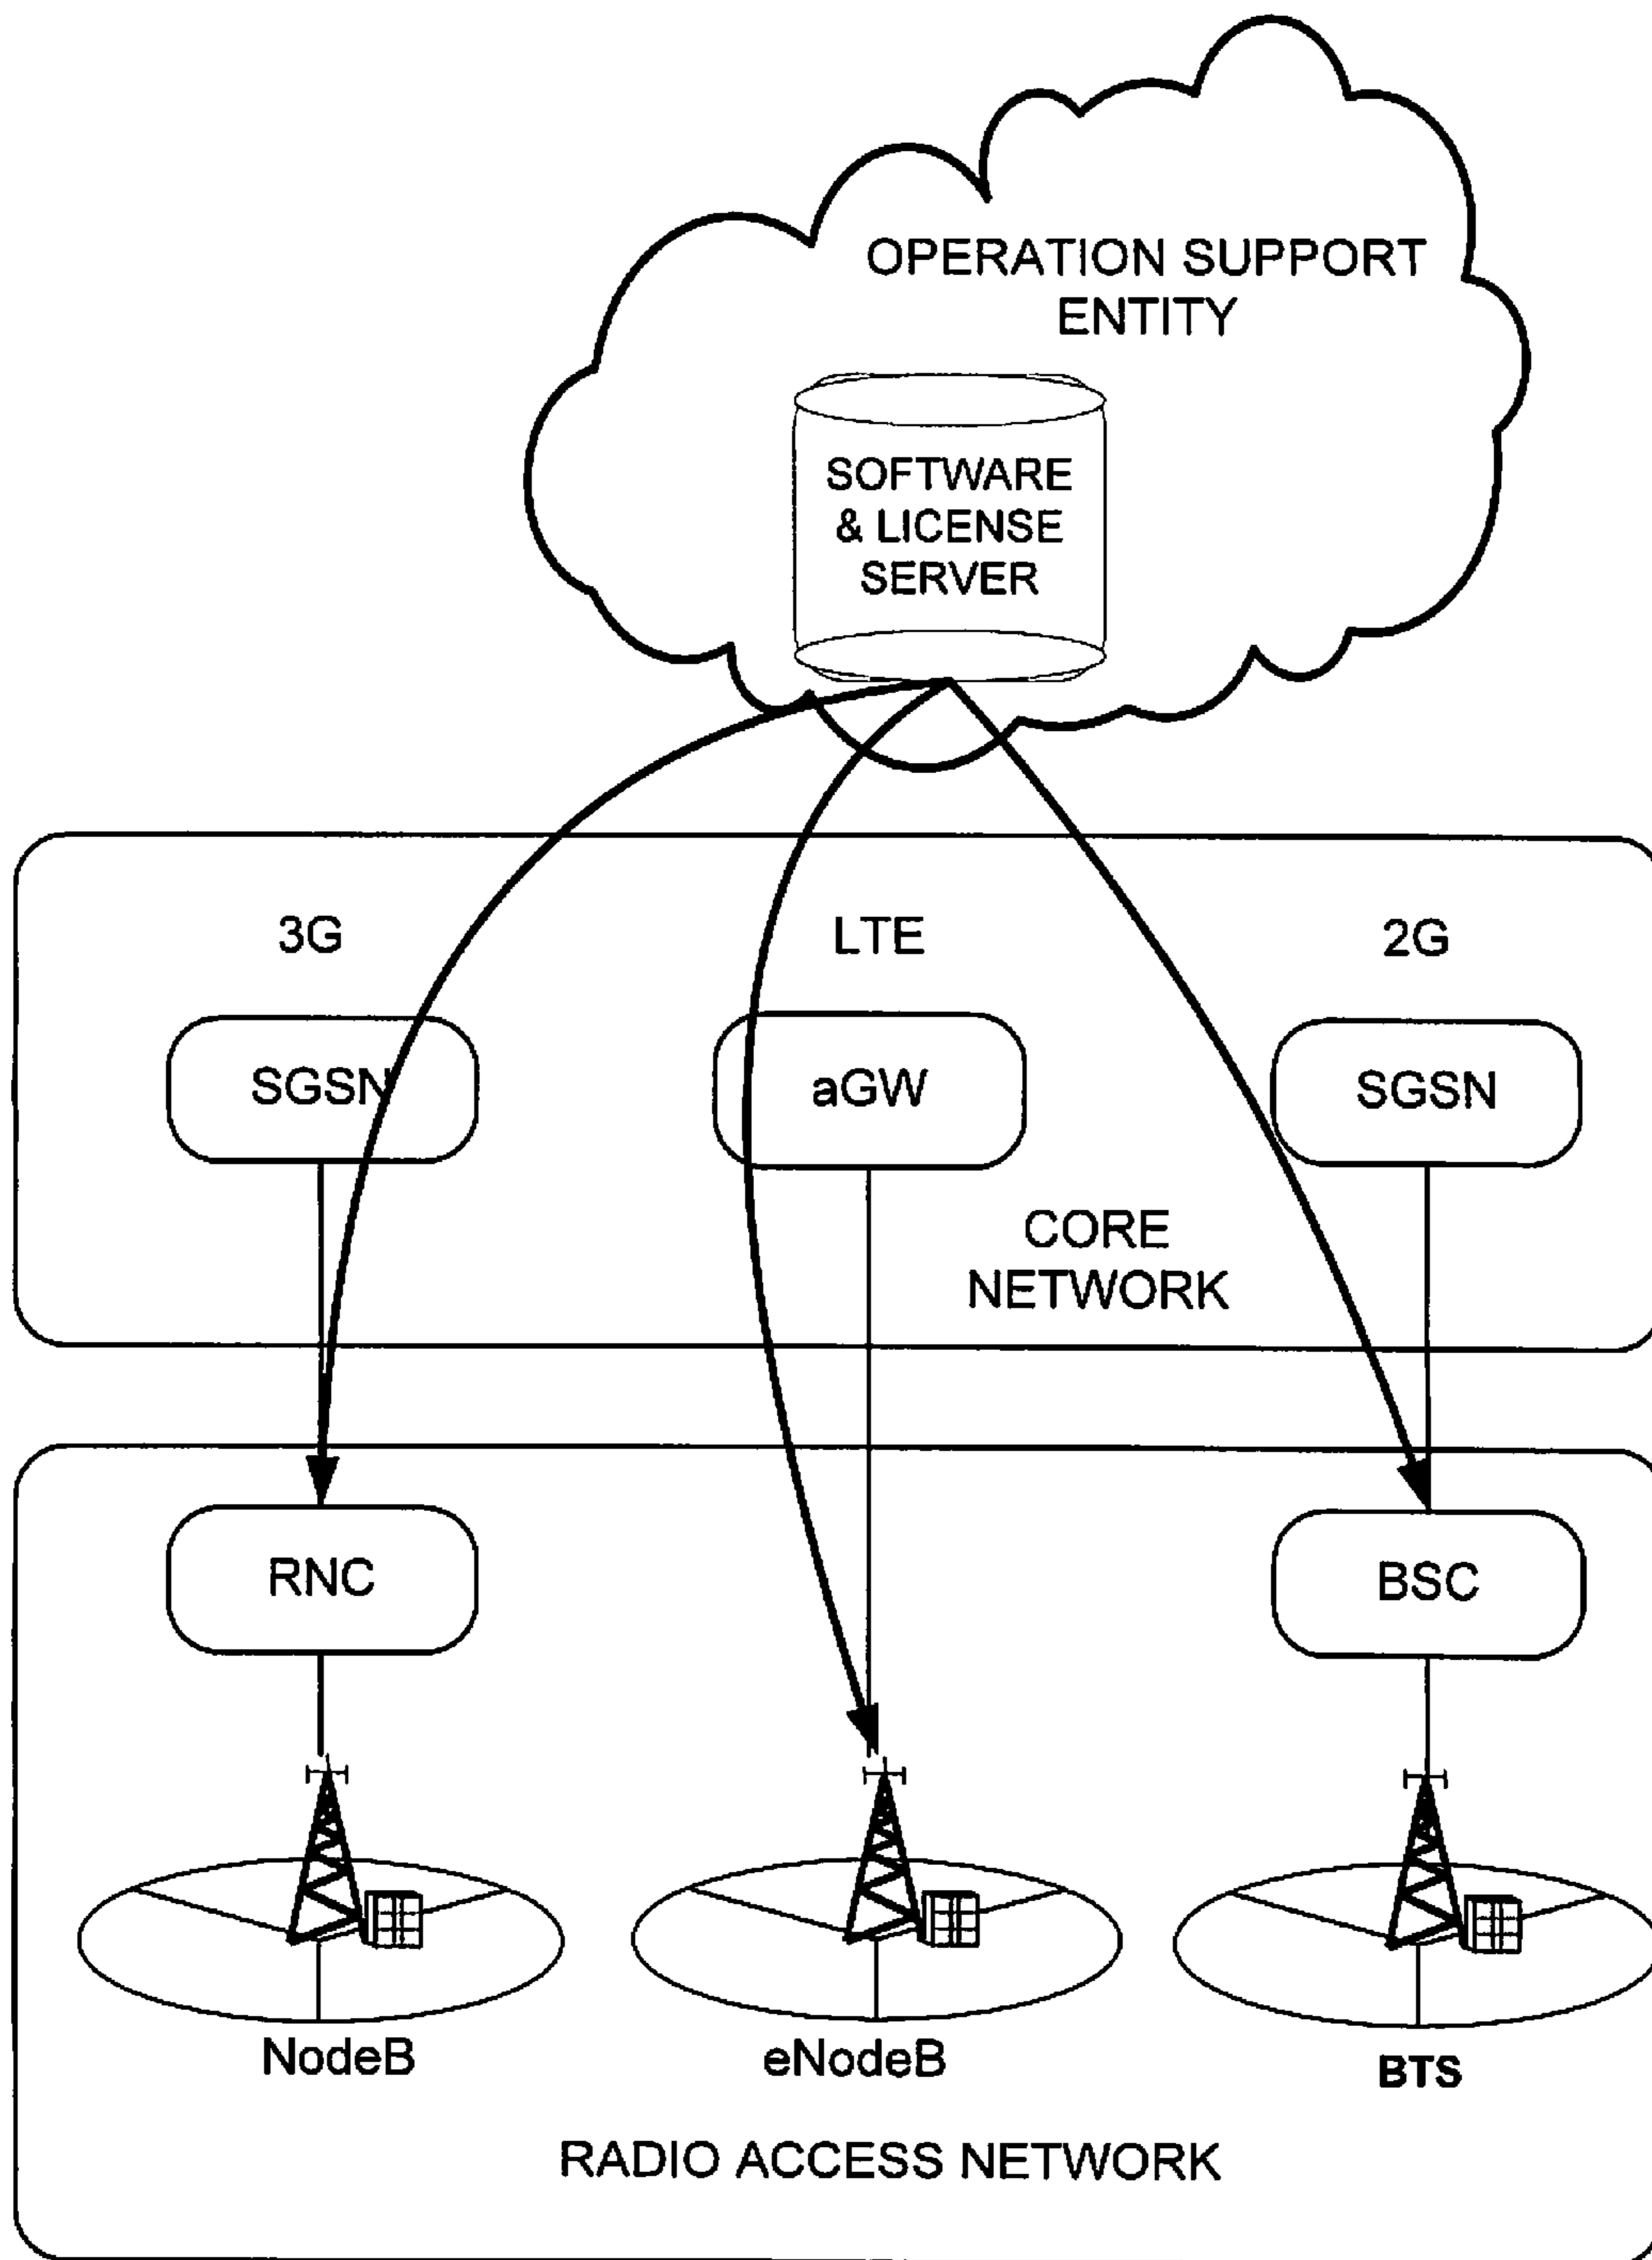 OPERATION SUPPORT
ENTITY
SOFTWARE
& LICENSE
SERVER
3G
LTE
2G
SGSN
aGW
SGSN
CORE
NETWORK
RNC
BSC
NodeB
eNodeB
BTS
RADIO ACCESS NETWORK